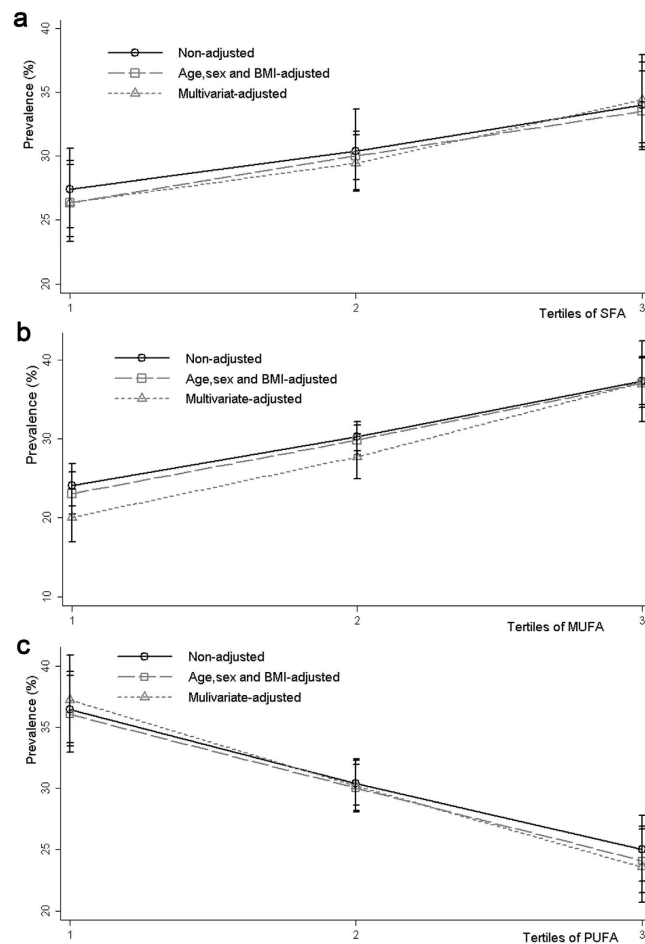 a
Prevalence (%)
40
35
30
25
20
Non-adjusted
Age,sex and BMI-adjusted
Multivariat-adjusted
1
2
3
Tertiles of SFA
b
Prevalence (%)
40
30
20
10
Non-adjusted
Age,sex and BMI-adjusted
Multivariate-adjusted
1
2
3
Tertiles of MUFA
c
Prevalence (%)
40
35
30
25
20
Non-adjusted
Age,sex and BMI-adjusted
Mulivariate-adjusted
1
2
3
Tertiles of PUFA